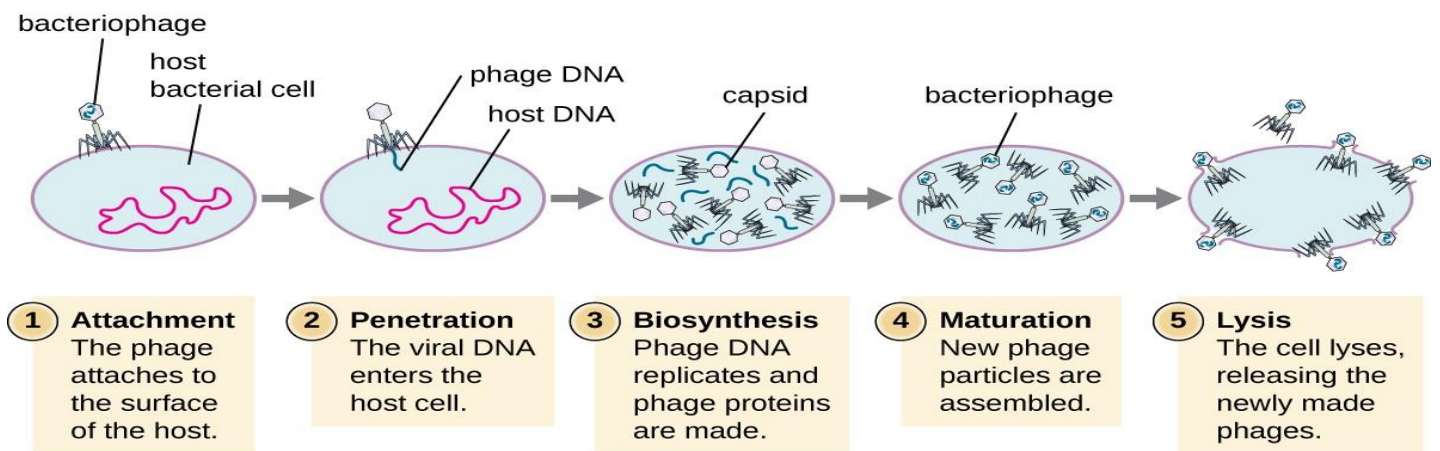 bacteriophage
host
bacterial cell
phage DNA
host DNA
capsid
bacteriophage
1 Attachment
The phage
attaches to
the surface
of the host.
2 Penetration
The viral DNA
enters the
host cell.
3 Biosynthesis
Phage DNA
replicates and
phage proteins
are made.
4 Maturation
New phage
particles are
assembled.
5 Lysis
The cell lyses,
releasing the
newly made
phages.